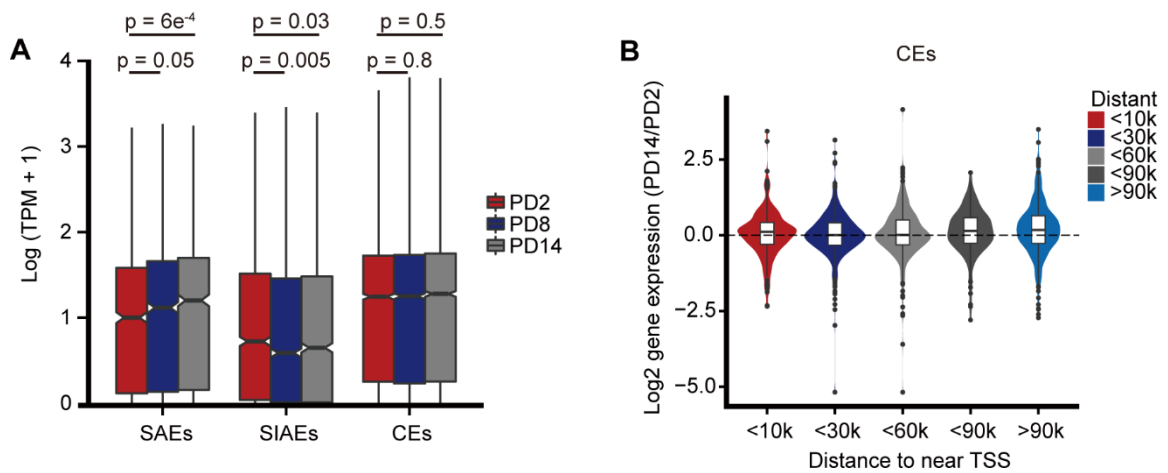 A
p = 6e⁻⁴ p = 0.03 p = 0.5
p = 0.05 p = 0.005 p = 0.8
4
3
2
1
0
Log (TPM + 1)
SAEs SIAEs CEs
PD2
PD8
PD14
B
CEs
2.5
0.0
−2.5
−5.0
Log2 gene expression (PD14/PD2)
<10k <30k <60k <90k >90k
Distance to near TSS
Distant
<10k
<30k
<60k
<90k
>90k